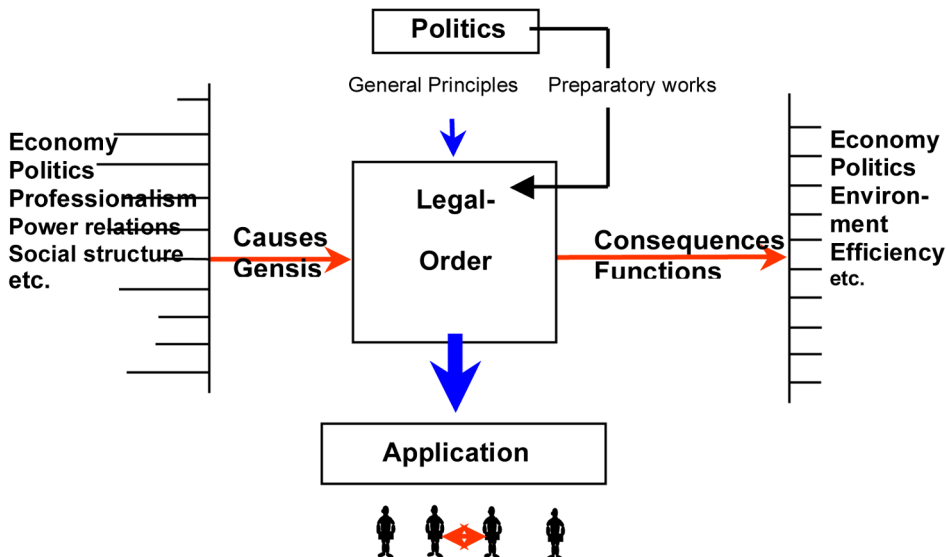 Politics
General Principles
Preparatory works
Economy
Politics
Professionalism
Power relations
Social structure
etc.
Causes
Gensis
Legal-
Order
Consequences
Functions
Economy
Politics
Environ-
ment
Efficiency
etc.
Application